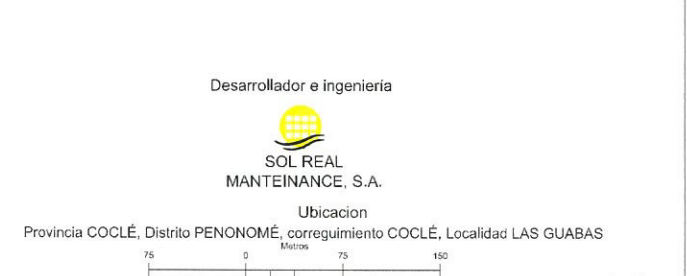 Desarrollador e ingeniería
SOL REAL
MANTEINANCE, S.A.
Ubicacion
Provincia COCLÉ, Distrito PENONOMÉ, correguimiento COCLÉ, Localidad LAS GUABAS
Metros
75 0 75 150